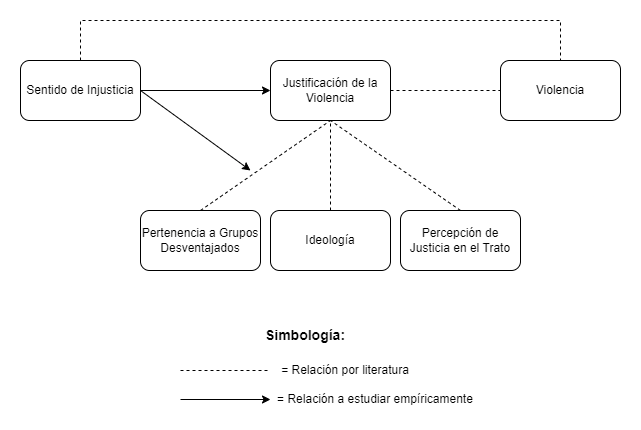 Sentido de Injusticia
Justificación de la
Violencia
Violencia
Pertenencia a Grupos
Desventajados
Ideología
Percepción de
Justicia en el Trato
Simbología:
= Relación por literatura
= Relación a estudiar empíricamente